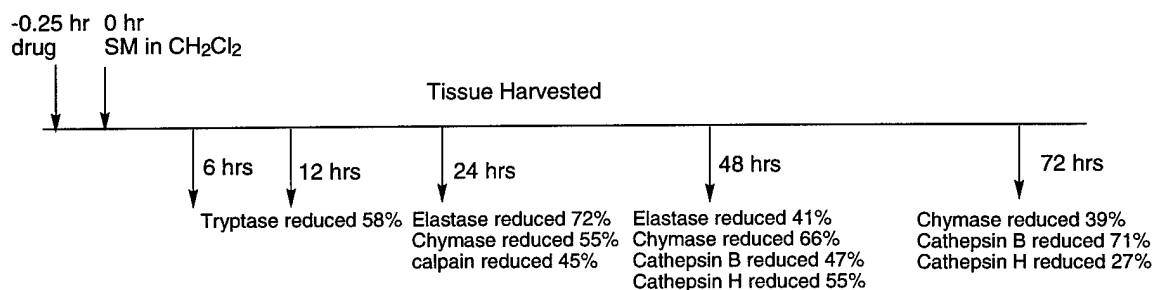 -0.25 hr 0 hr
drug SM in CH₂Cl₂
Tissue Harvested
6 hrs 12 hrs 24 hrs 48 hrs 72 hrs
Tryptase reduced 58%
Elastase reduced 72%
Chymase reduced 55%
calpain reduced 45%
Elastase reduced 41%
Chymase reduced 66%
Cathepsin B reduced 47%
Cathepsin H reduced 55%
Chymase reduced 39%
Cathepsin B reduced 71%
Cathepsin H reduced 27%